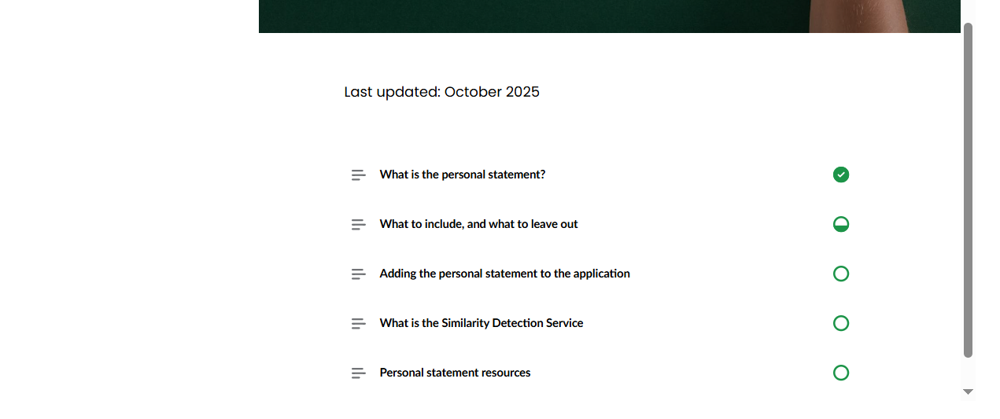 Last updated: October 2025
What is the personal statement?
What to include, and what to leave out
Adding the personal statement to the application
What is the Similarity Detection Service
Personal statement resources